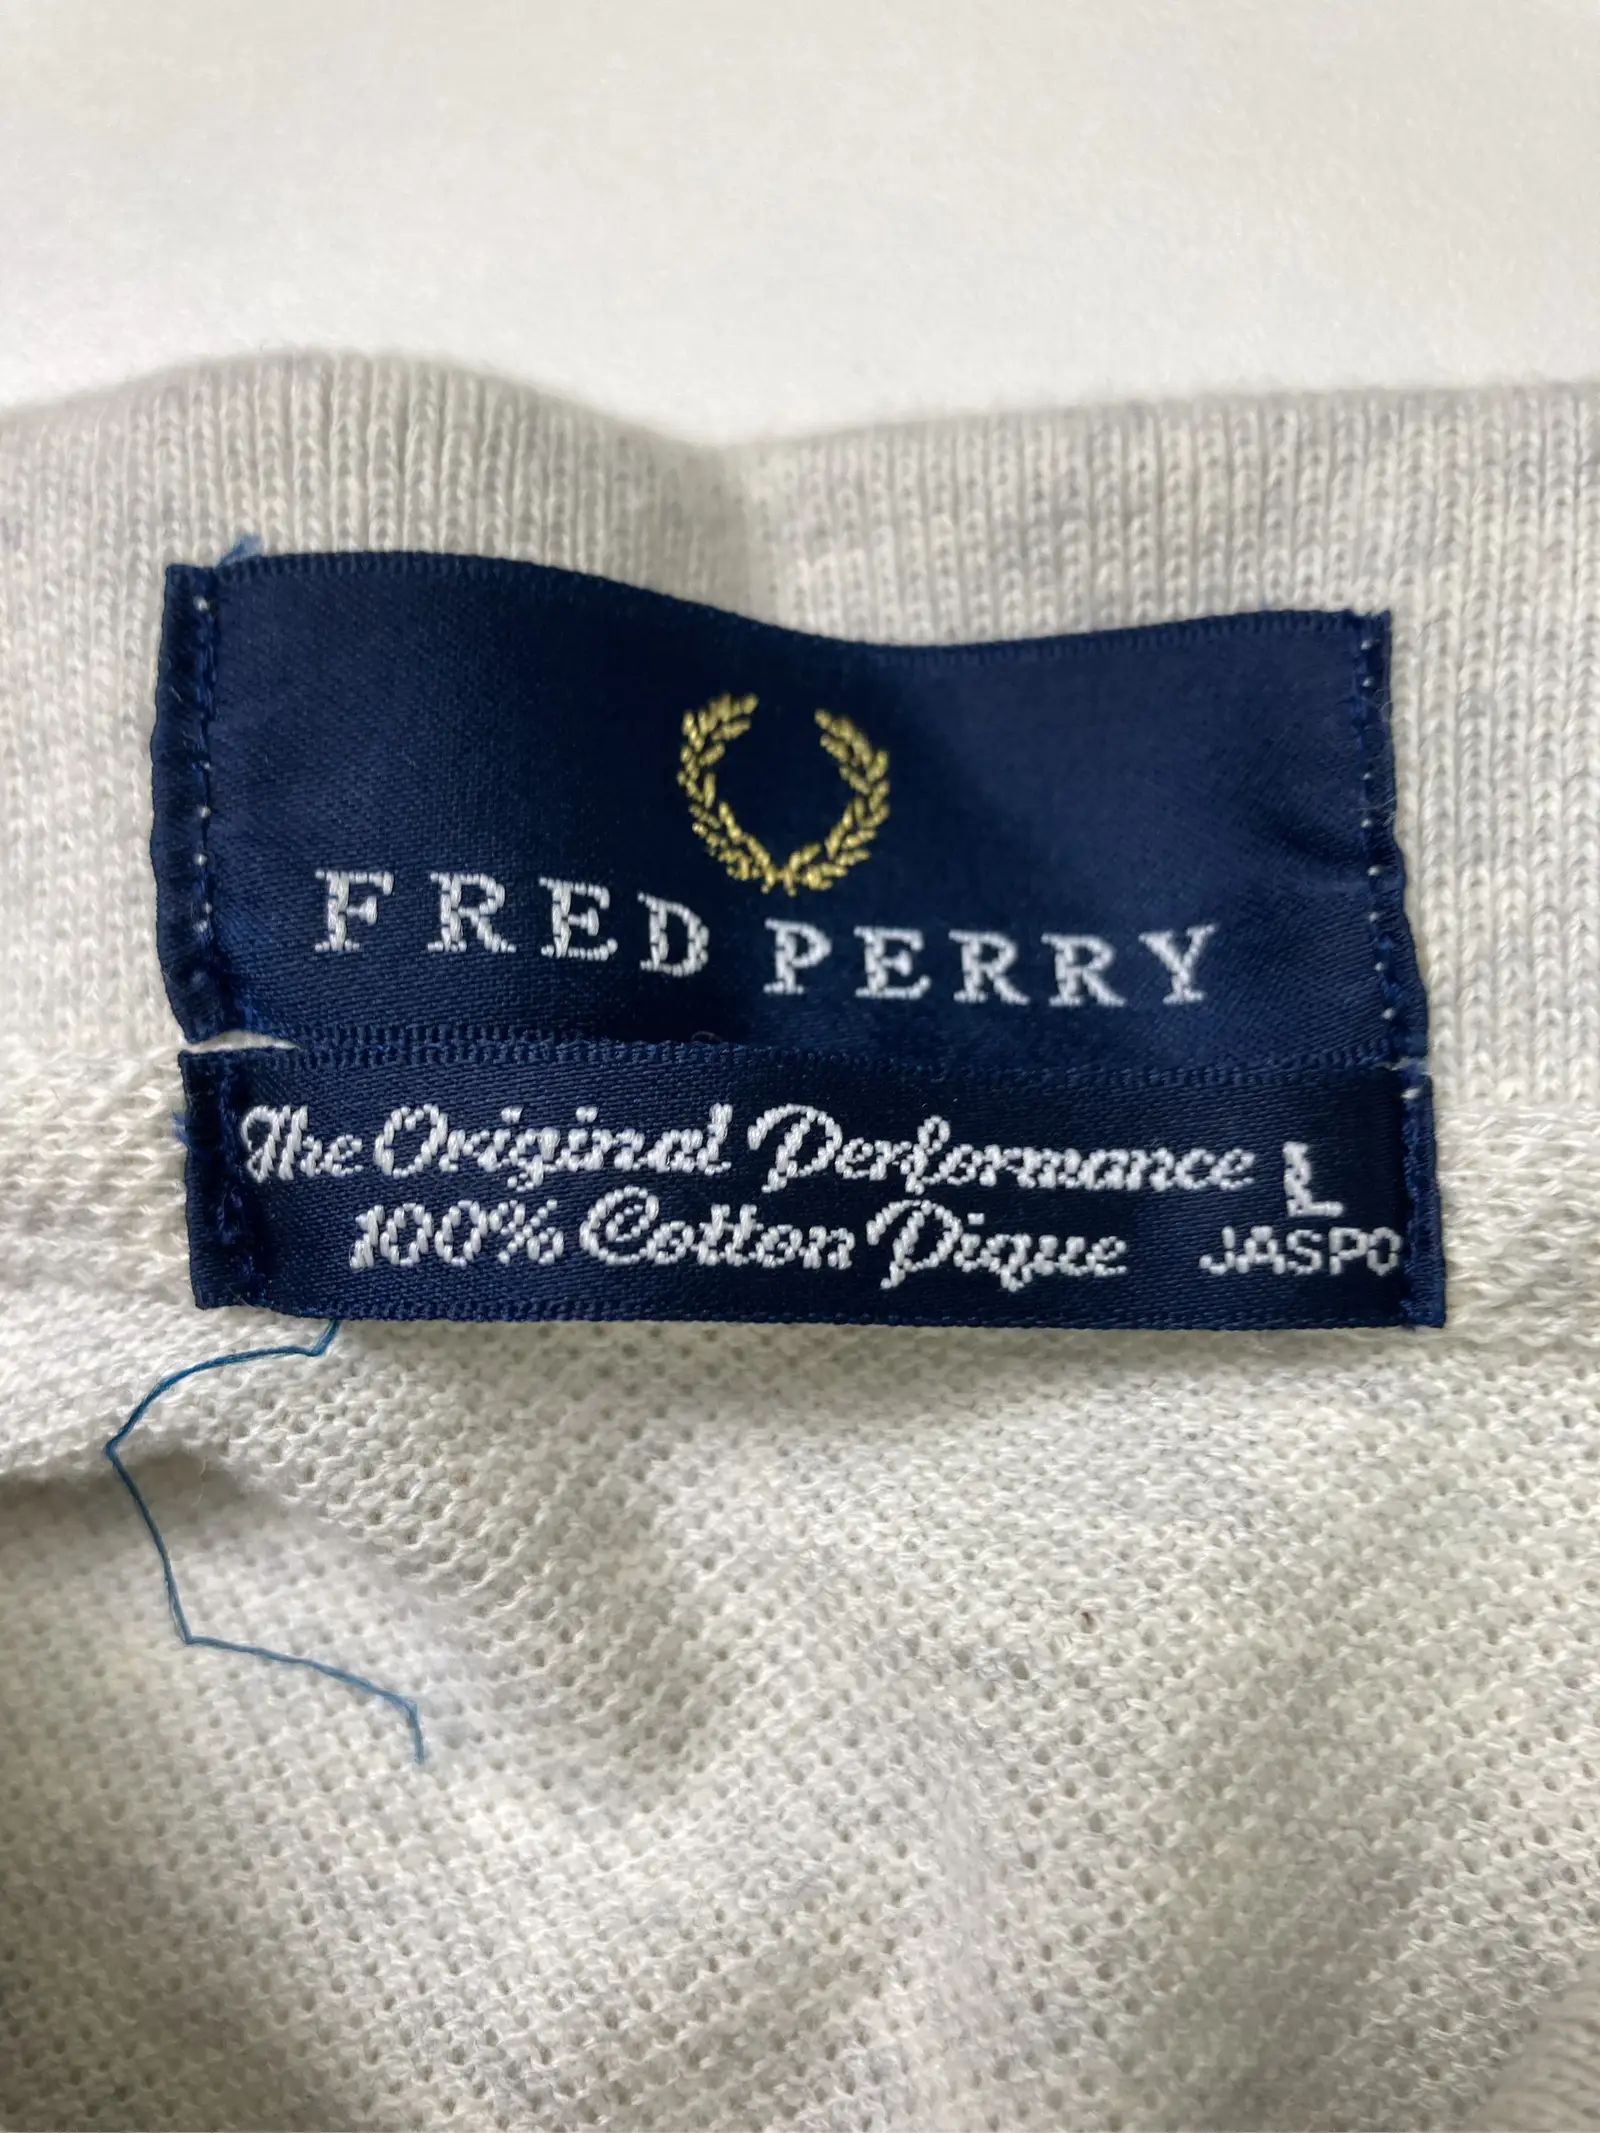 FRED PERRY
The Original Performance L
100% Cotton Pique JASPO